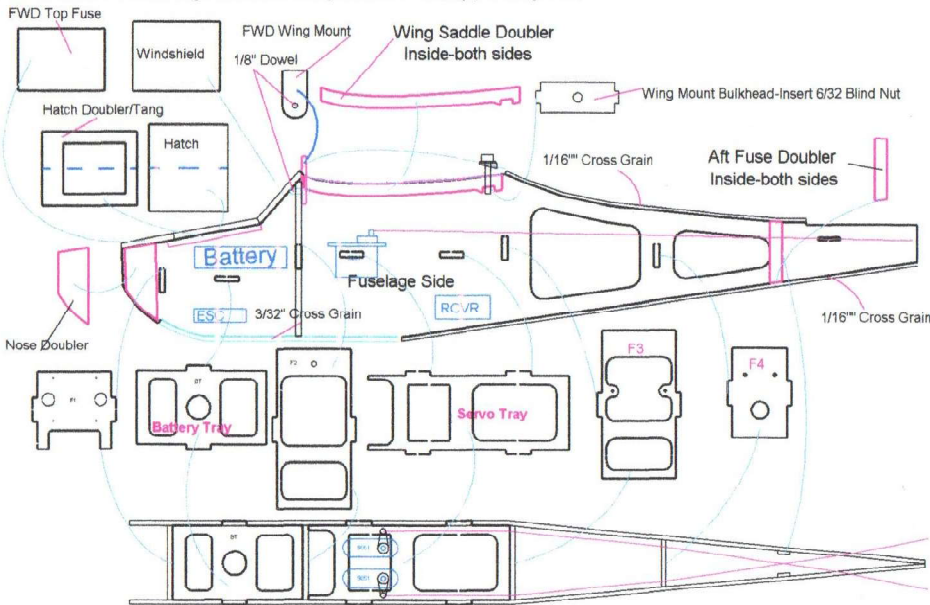 FWD Top Fuse
Windshield
FWD Wing Mount
1/8" Dowel
Wing Saddle Doubler
Inside-both sides
Wing Mount Bulkhead-Insert 6/32 Blind Nut
Hatch Doubler/Tang
Hatch
1/16"" Cross Grain
Aft Fuse Doubler
Inside-both sides
Battery
Fuselage Side
ESC
3/32" Cross Grain
RCVR
1/16"" Cross Grain
Nose Doubler
F1
BT
Battery Tray
F2
Servo Tray
F3
F4
BT